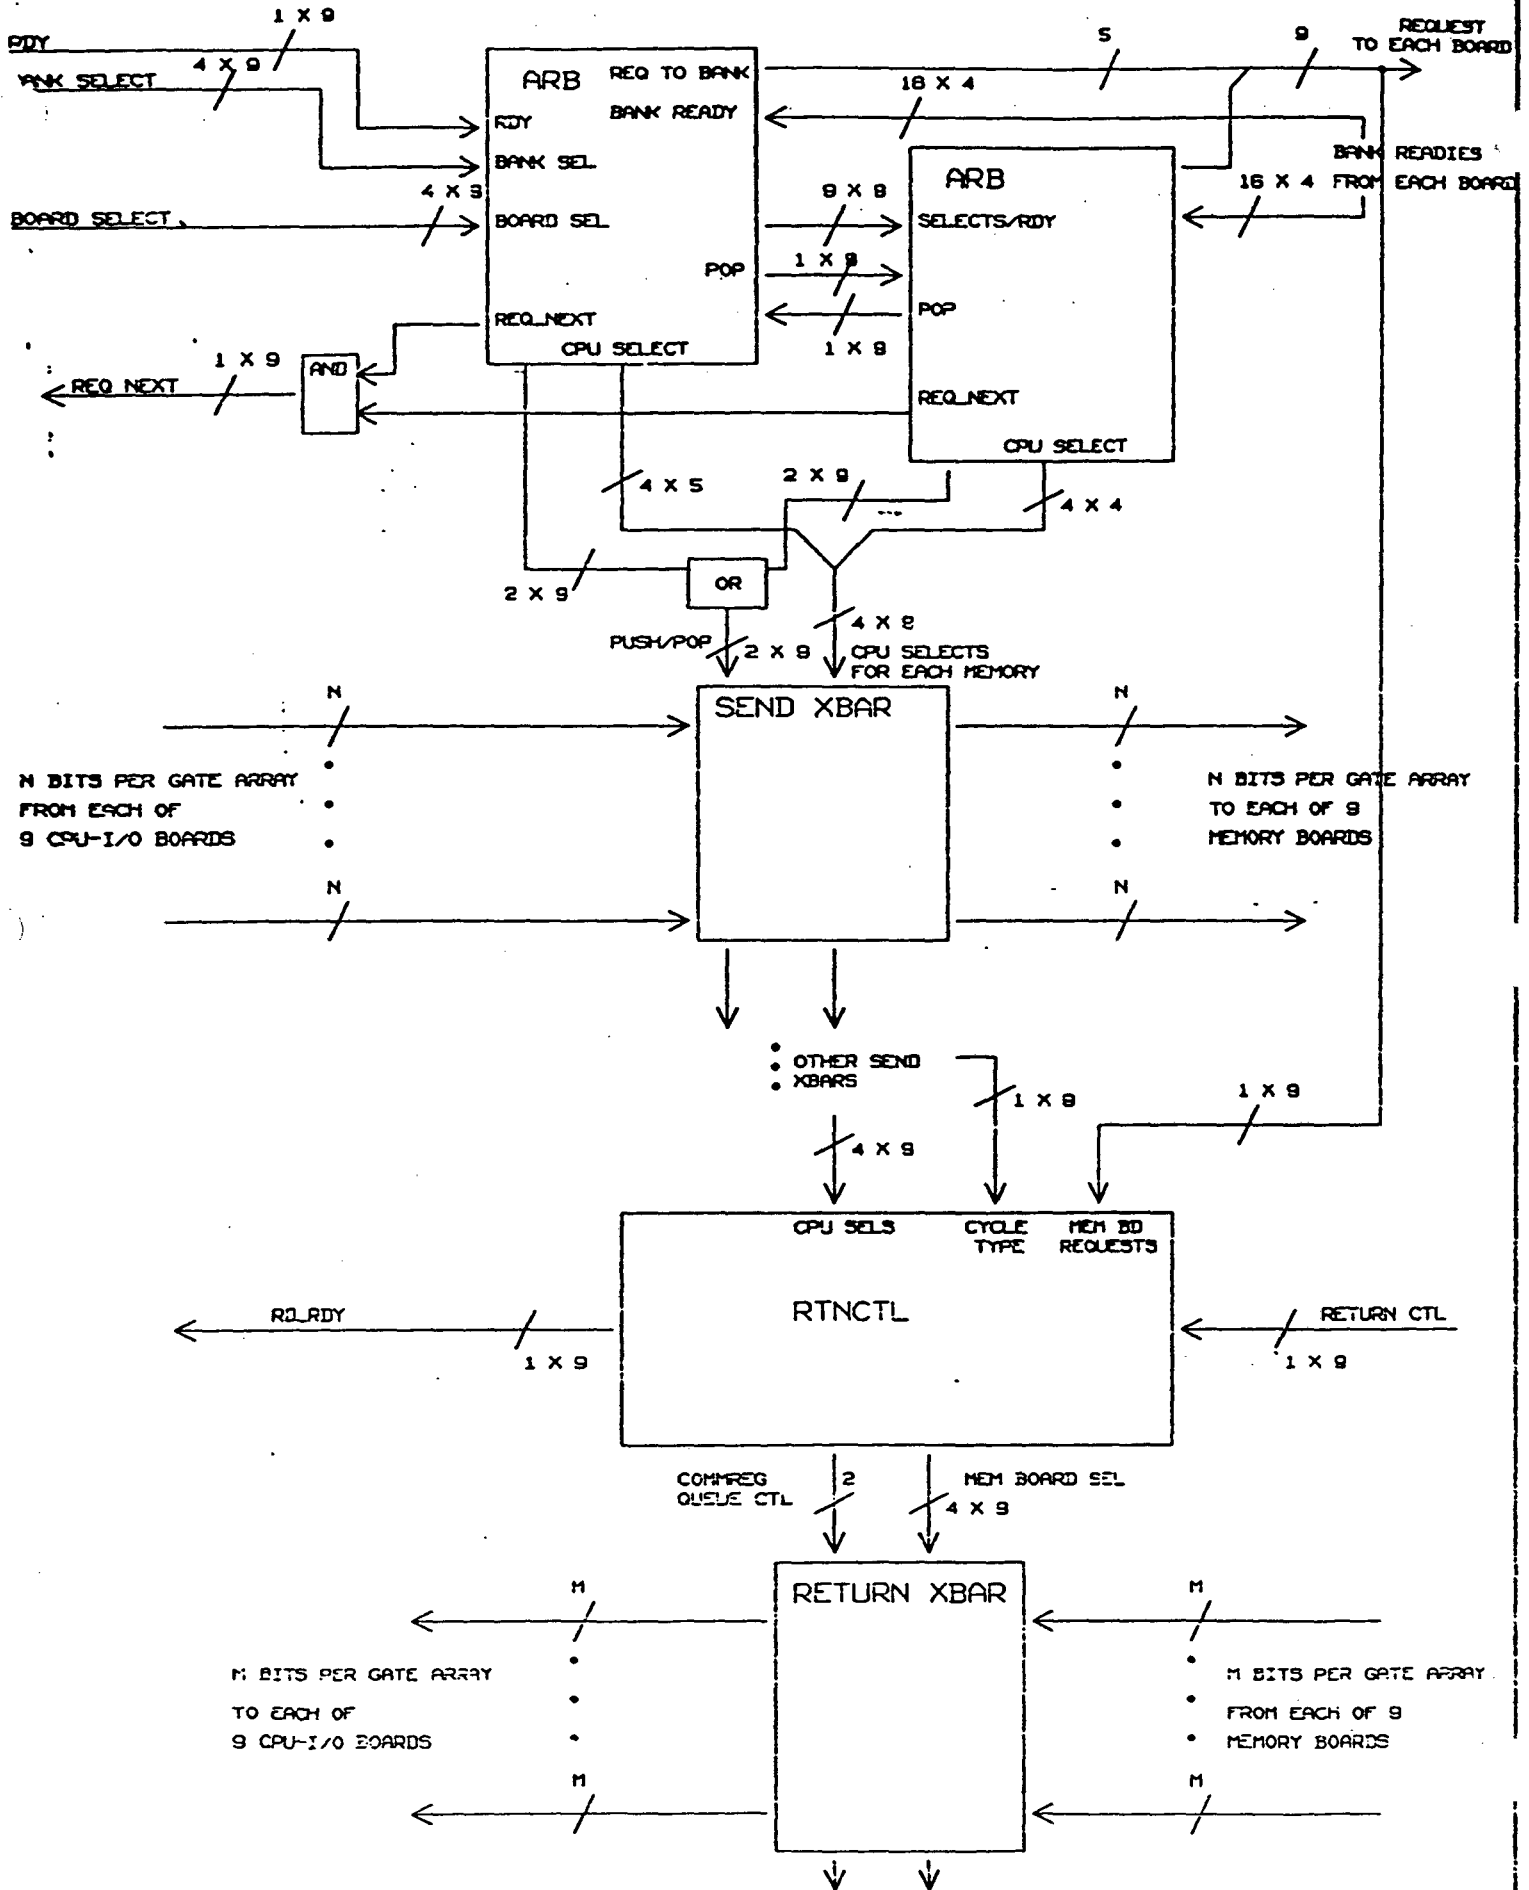 1 X 9
RDY
REQUEST
TO EACH BOARD
5
9
4 X 9
ANK SELECT
ARB
REQ TO BANK
16 X 4
RDY
BANK READY
BANK SEL
BANK READIES
FROM EACH BOARD
16 X 4
ARB
4 X 9
BOARD SELECT
BOARD SEL
9 X 9
SELECTS/RDY
POP
1 X 9
POP
1 X 9
REQ_NEXT
CPU SELECT
1 X 9
AND
REQ NEXT
REQ_NEXT
CPU SELECT
4 X 5
2 X 9
4 X 4
2 X 9
OR
PUSH/POP
2 X 9
4 X 9
CPU SELECTS
FOR EACH MEMORY
N
SEND XBAR
N
N BITS PER GATE ARRAY
FROM EACH OF
9 CPU-I/O BOARDS
N BITS PER GATE ARRAY
TO EACH OF 9
MEMORY BOARDS
N
N
OTHER SEND
XBARS
1 X 9
1 X 9
4 X 9
CPU SELS
CYCLE
TYPE
MEM BD
REQUESTS
RTNCTL
RD_RDY
1 X 9
RETURN CTL
1 X 9
COMMREG
QUEUE CTL
2
MEM BOARD SEL
4 X 9
M
RETURN XBAR
M
M BITS PER GATE ARRAY
TO EACH OF
9 CPU-I/O BOARDS
M BITS PER GATE ARRAY
FROM EACH OF 9
MEMORY BOARDS
M
M